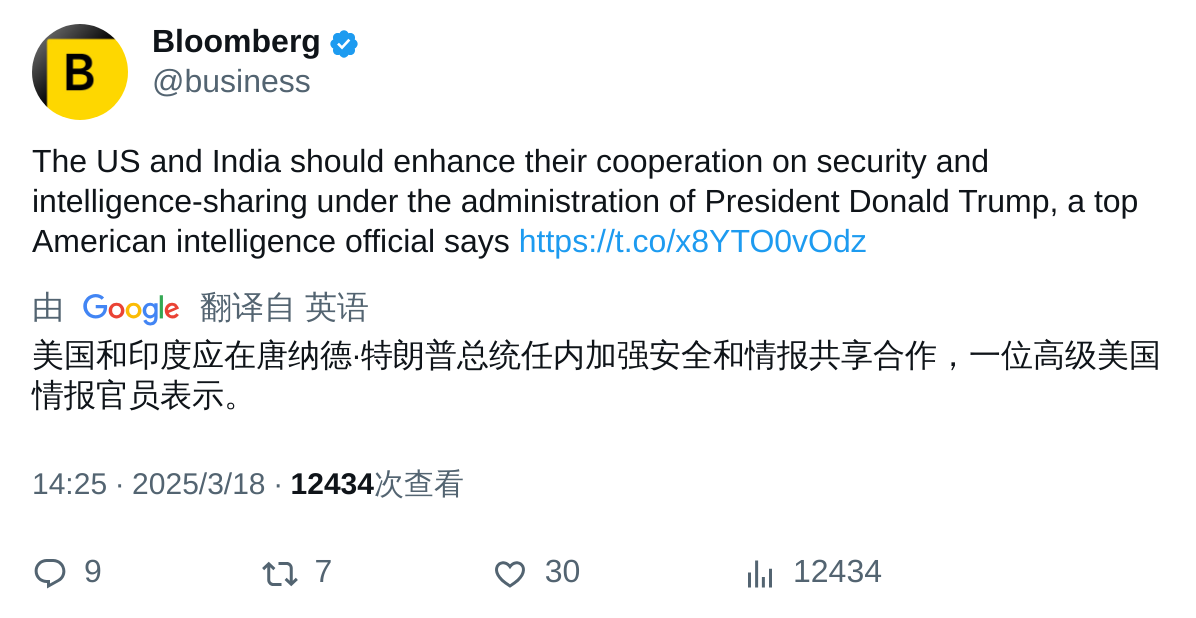 B
Bloomberg
@business
The US and India should enhance their cooperation on security and
intelligence-sharing under the administration of President Donald Trump, a top
American intelligence official says https://t.co/x8YTO0vOdz
由 Google 翻译自 英语
美国和印度应在唐纳德·特朗普总统任内加强安全和情报共享合作，一位高级美国
情报官员表示。
14:25 · 2025/3/18 · 12434次查看
9 7 30 12434